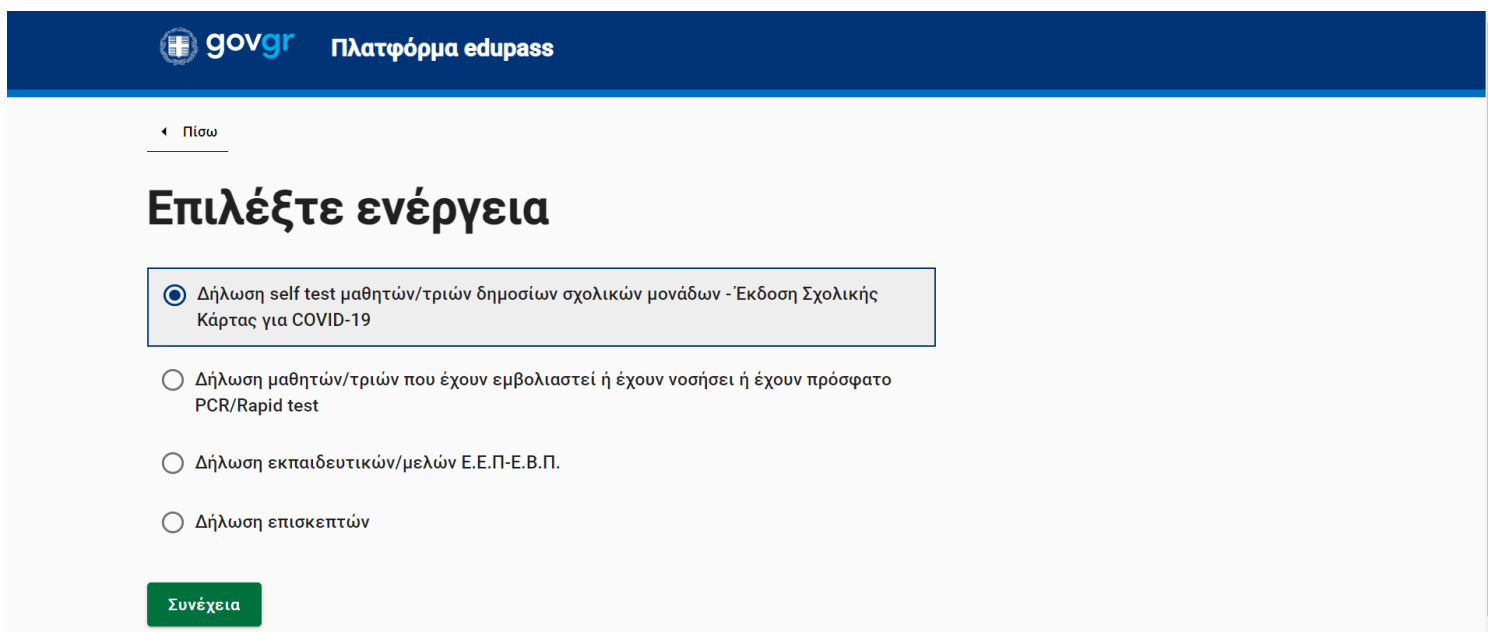 govgr Πλατφόρμα edupass
Πίσω
Επιλέξτε ενέργεια
Δήλωση self test μαθητών/τριών δημοσίων σχολικών μονάδων - Έκδοση Σχολικής
Κάρτας για COVID-19
Δήλωση μαθητών/τριών που έχουν εμβολιαστεί ή έχουν νοσήσει ή έχουν πρόσφατο
PCR/Rapid test
Δήλωση εκπαιδευτικών/μελών Ε.Ε.Π-Ε.Β.Π.
Δήλωση επισκεπτών
Συνέχεια